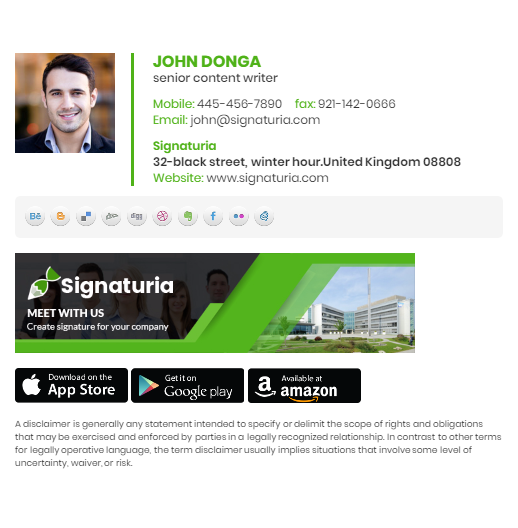 JOHN DONGA
senior content writer
Mobile: 445-456-7890 fax: 921-142-0666
Email: john@signaturia.com
Signaturia
32-black street, winter hour.United Kingdom 08808
Website: www.signaturia.com
Bē
digg
f
Signaturia
MEET WITH US
Create signature for your company
Download on the
App Store
Get it on
Google play
a
Available at
amazon
A disclaimer is generally any statement intended to specify or delimit the scope of rights and obligations
that may be exercised and enforced by parties in a legally recognized relationship. In contrast to other terms
for legally operative language, the term disclaimer usually implies situations that involve some level of
uncertainty, waiver, or risk.